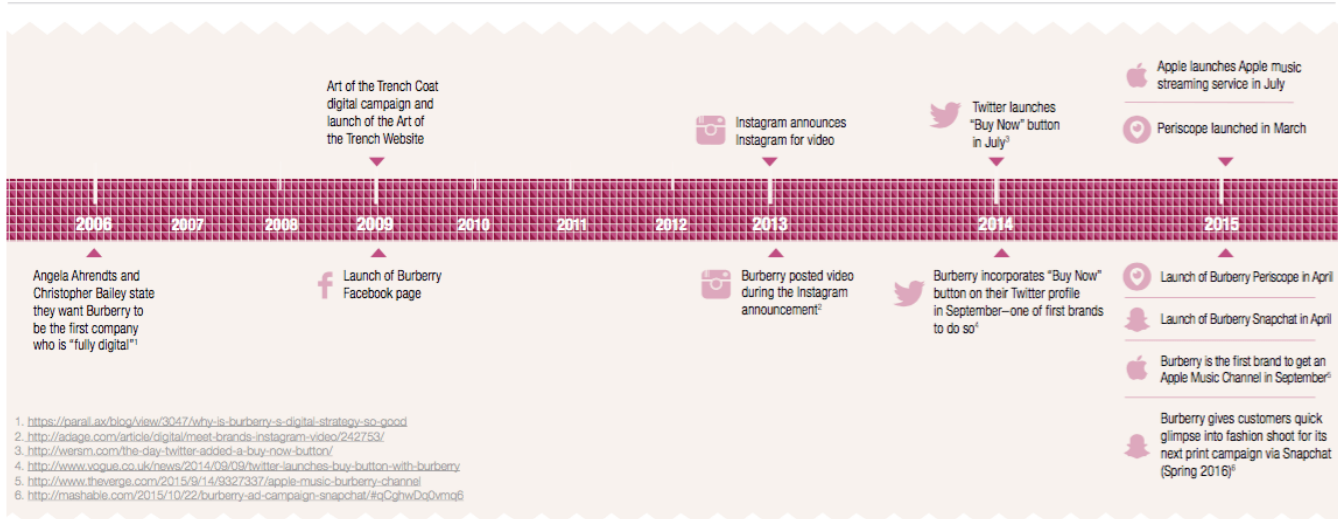 Art of the Trench Coat
digital campaign and
launch of the Art of
the Trench Website
Instagram announces
Instagram for video
Twitter launches
"Buy Now" button
in July3
Apple launches Apple music
streaming service in July
Periscope launched in March
2006
2007
2008
2009
2010
2011
2012
2013
2014
2015
Angela Ahrendts and
Christopher Bailey state
they want Burberry to
be the first company
who is "fully digital"1
Launch of Burberry
Facebook page
Burberry posted video
during the Instagram
announcement2
Burberry incorporates "Buy Now"
button on their Twitter profile
in September—one of first brands
to do so4
Launch of Burberry Periscope in April
Launch of Burberry Snapchat in April
Burberry is the first brand to get an
Apple Music Channel in September5
Burberry gives customers quick
glimpse into fashion shoot for its
next print campaign via Snapchat
(Spring 2016)6
1. https://parall.ax/blog/view/3047/why-is-burberry-s-digital-strategy-so-good
2. http://adage.com/article/digital/meet-brands-instagram-video/242753/
3. http://wersm.com/the-day-twitter-added-a-buy-now-button/
4. http://www.vogue.co.uk/news/2014/09/09/twitter-launches-buy-button-with-burberry
5. http://www.theverge.com/2015/9/14/9327337/apple-music-burberry-channel
6. http://mashable.com/2015/10/22/burberry-ad-campaign-snapchat/#qCghwDq0vmq6